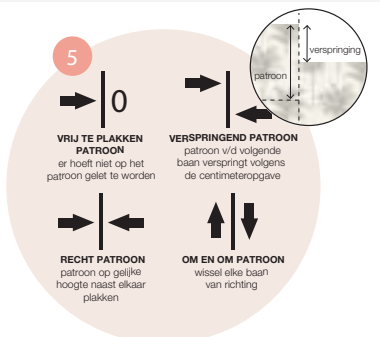 5
verspringing
patroon
0
VRIJ TE PLAKKEN
PATROON
er hoeft niet op het
patroon gelet te worden
VERSPRINGEND PATROON
patroon v/d volgende
baan verspringt volgens
de centimeteropgave
RECHT PATROON
patroon op gelijke
hoogte naast elkaar
plakken
OM EN OM PATROON
wissel elke baan
van richting